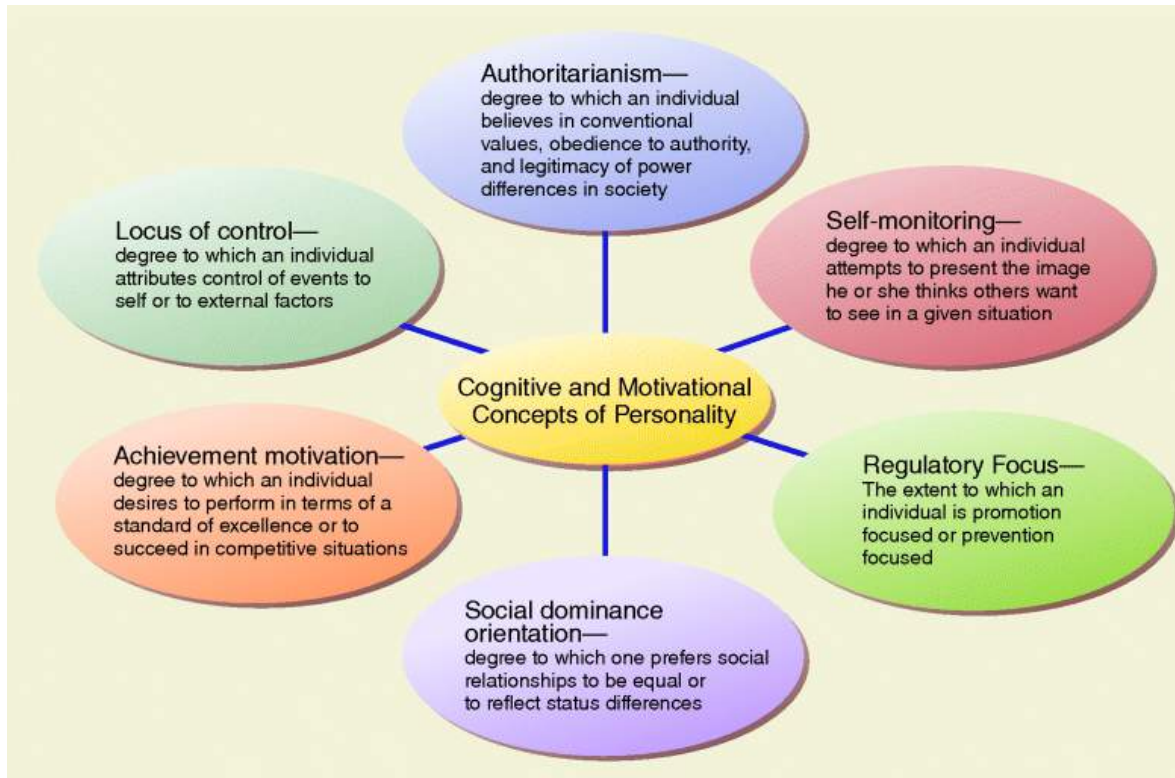 Authoritarianism—
degree to which an individual
believes in conventional
values, obedience to authority,
and legitimacy of power
differences in society
Locus of control—
degree to which an individual
attributes control of events to
self or to external factors
Self-monitoring—
degree to which an individual
attempts to present the image
he or she thinks others want
to see in a given situation
Cognitive and Motivational
Concepts of Personality
Achievement motivation—
degree to which an individual
desires to perform in terms of a
standard of excellence or to
succeed in competitive situations
Regulatory Focus—
The extent to which an
individual is promotion
focused or prevention
focused
Social dominance
orientation—
degree to which one prefers social
relationships to be equal or
to reflect status differences